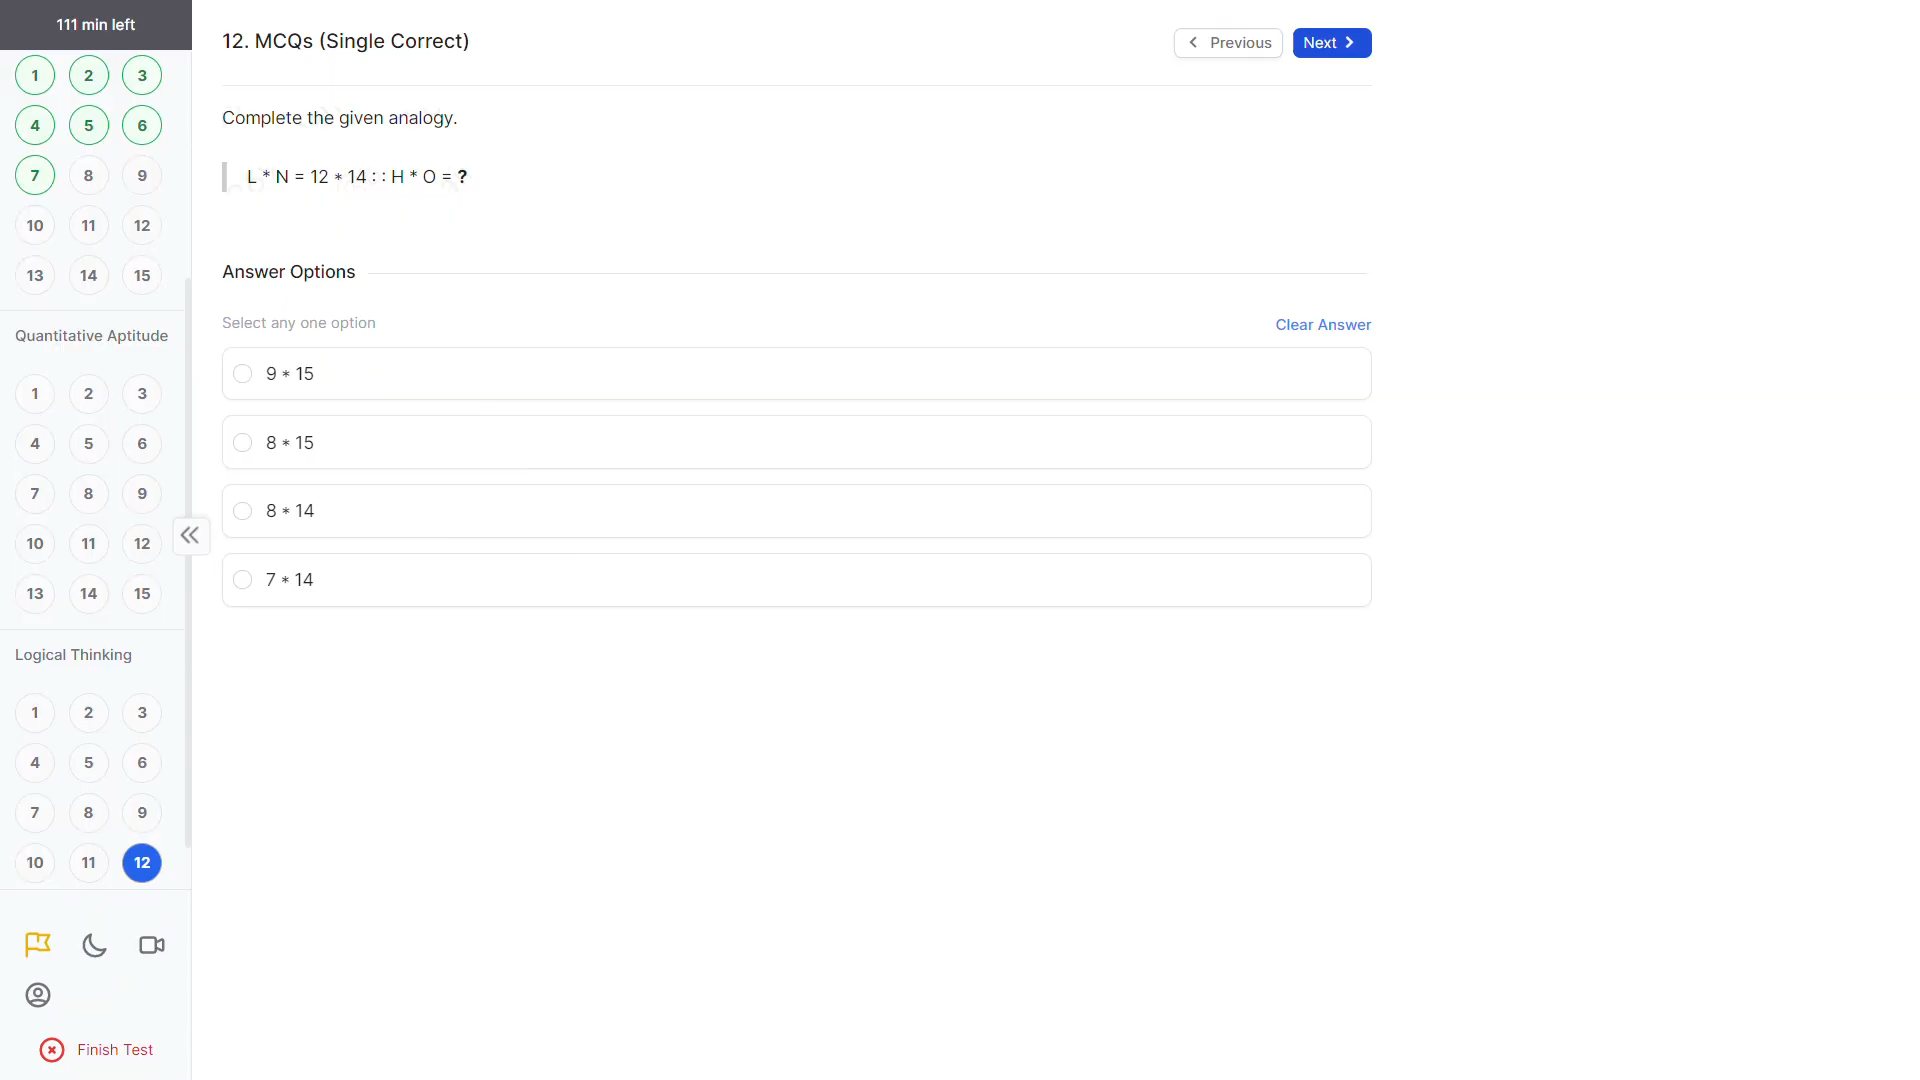 111 min left
1 2 3
4 5 6
7 8 9
10 11 12
13 14 15
Quantitative Aptitude
1 2 3
4 5 6
7 8 9
10 11 12
13 14 15
Logical Thinking
1 2 3
4 5 6
7 8 9
10 11 12
Finish Test
12. MCQs (Single Correct)
Previous
Next
Complete the given analogy.
L * N = 12 * 14 : : H * O = ?
Answer Options
Select any one option
Clear Answer
9 * 15
8 * 15
8 * 14
7 * 14